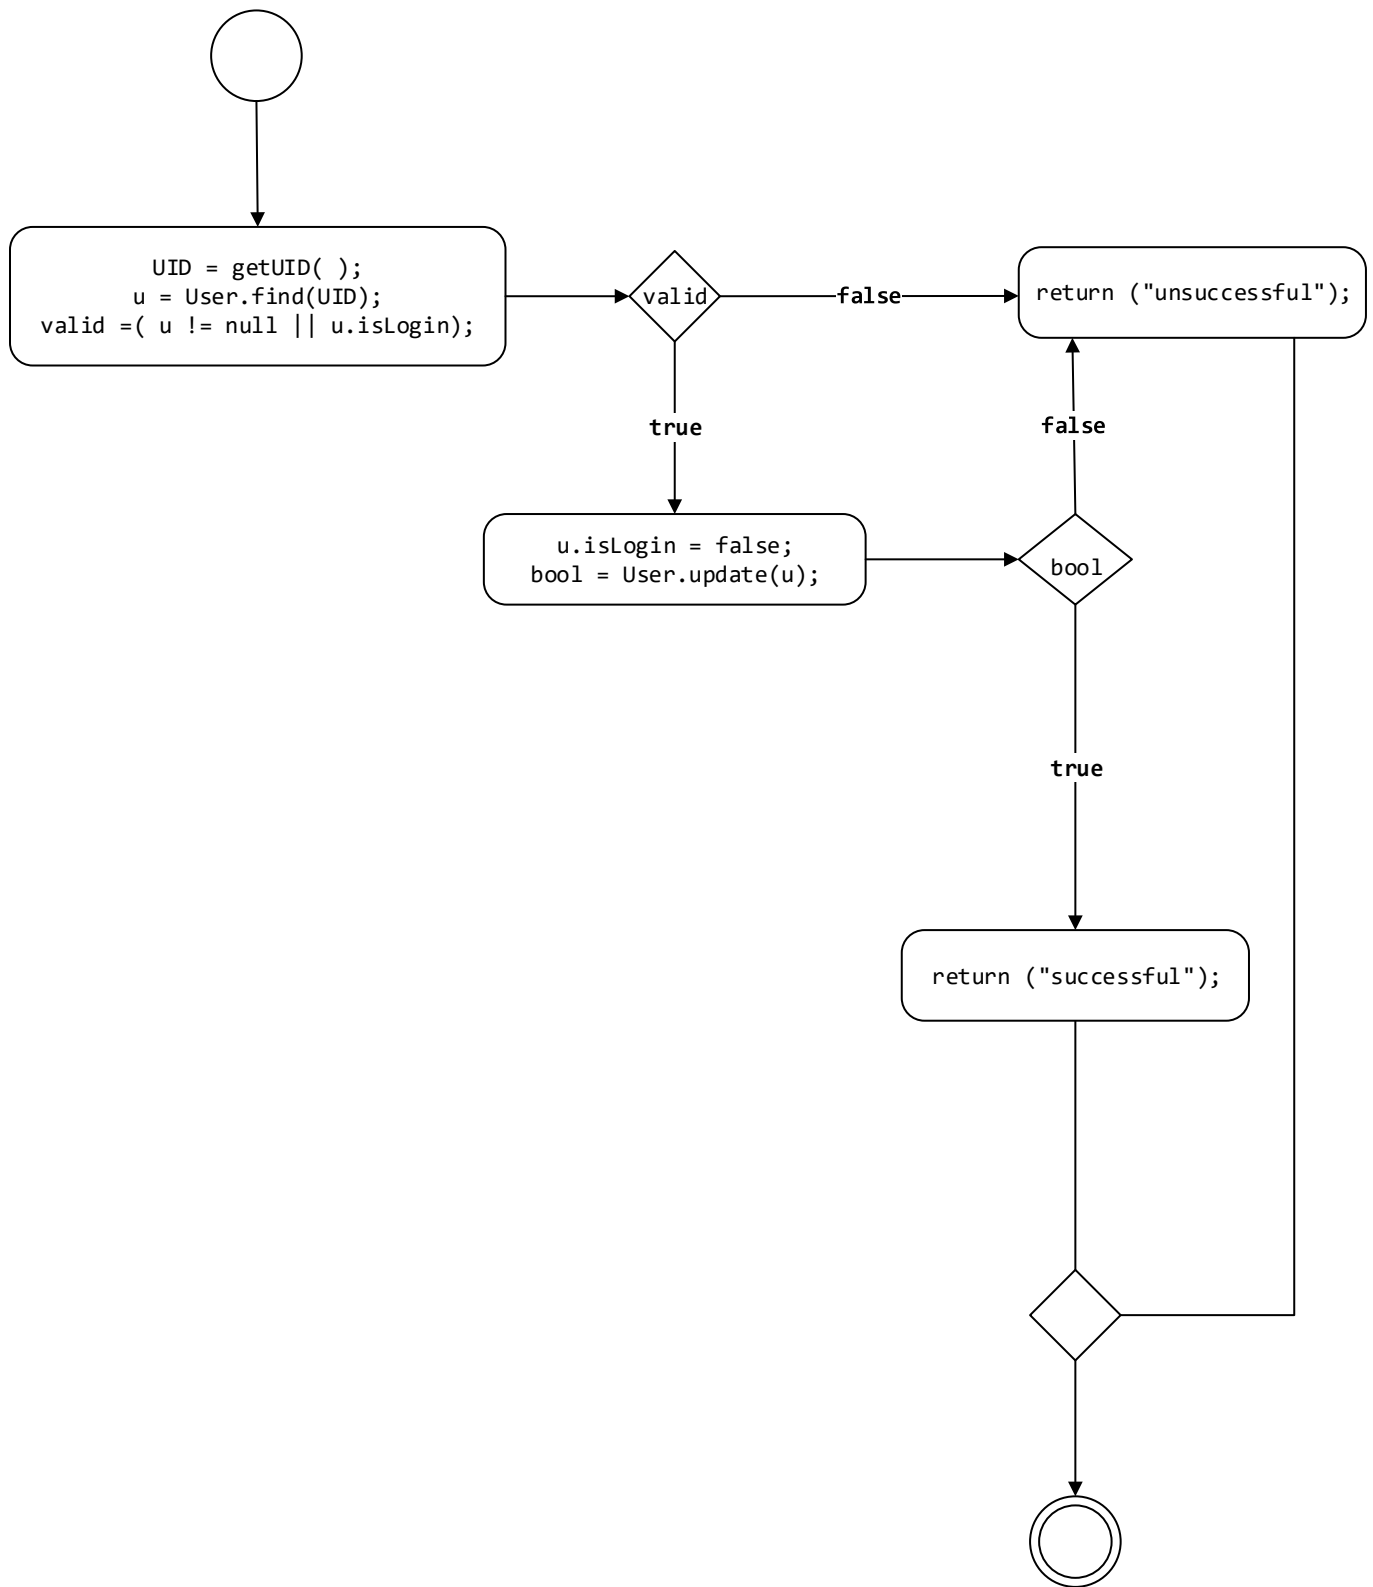 UID = getUID( );
u = User.find(UID);
valid =( u != null || u.isLogin);
valid
false
return ("unsuccessful");
true
false
u.isLogin = false;
bool = User.update(u);
bool
true
return ("successful");